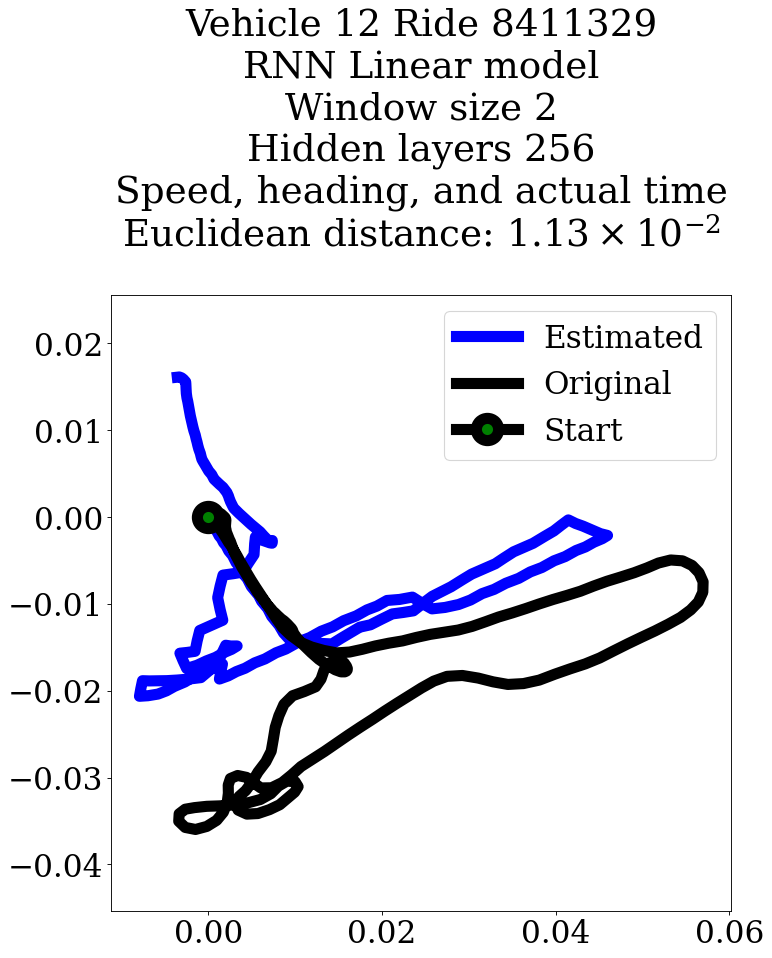 Vehicle 12 Ride 8411329
RNN Linear model
Window size 2
Hidden layers 256
Speed, heading, and actual time
Euclidean distance: 1.13 × 10⁻²
Estimated
Original
Start
0.02
0.01
0.00
−0.01
−0.02
−0.03
−0.04
0.00 0.02 0.04 0.06